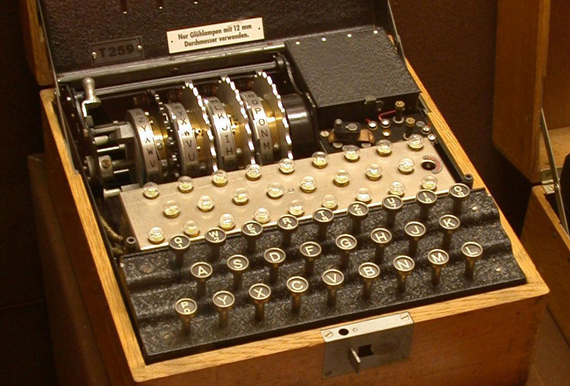 Nur Glühlampen mit 12 mm
Durchmesser verwenden.
T259
Y X W
X W V U
K J I H
P O N M
Q W E R T Z U I O
A S D F G H J K
P Y X C V B N M L